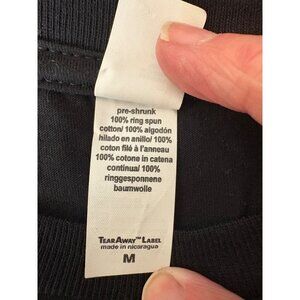 pre-shrunk
100% ring spun
cotton/ 100% algodón
hilado en anillo/ 100%
coton filé à l'anneau
100% cotone in catena
continua/ 100%
ringgesponnene
baumwolle
TEARAWAY™ LABEL
made in nicaragua
M